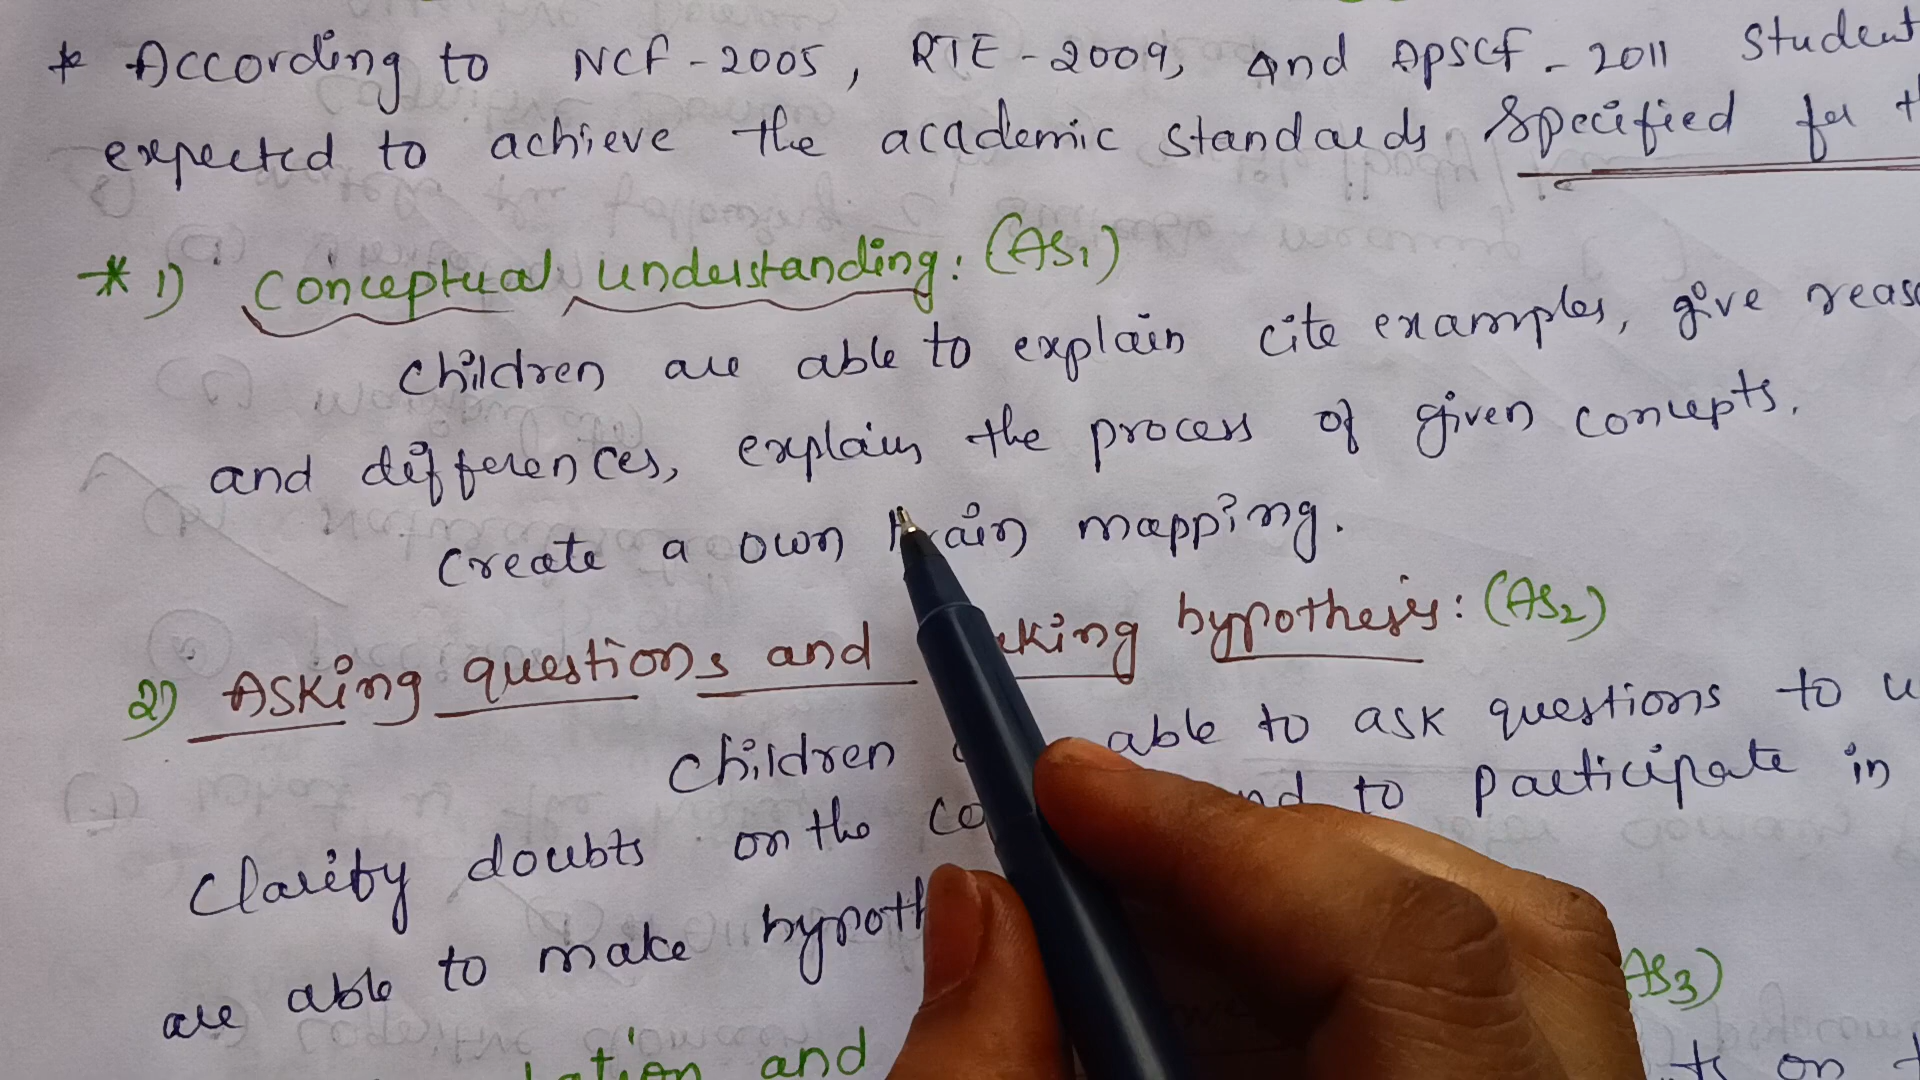 * According to NCF-2005, RTE-2009, and APSCF-2011 Student
expected to achieve the academic standards Specified for
* 1) Conceptual understanding: (AS1)
Children are able to explain cite examples, give
and differences, explain the process of given concepts.
Create a own mapping.
2) Asking questions and hypothesis: (AS2)
Children able to ask questions to
Clarity doubts on the to participate in
are able to make
and (AS3)
on